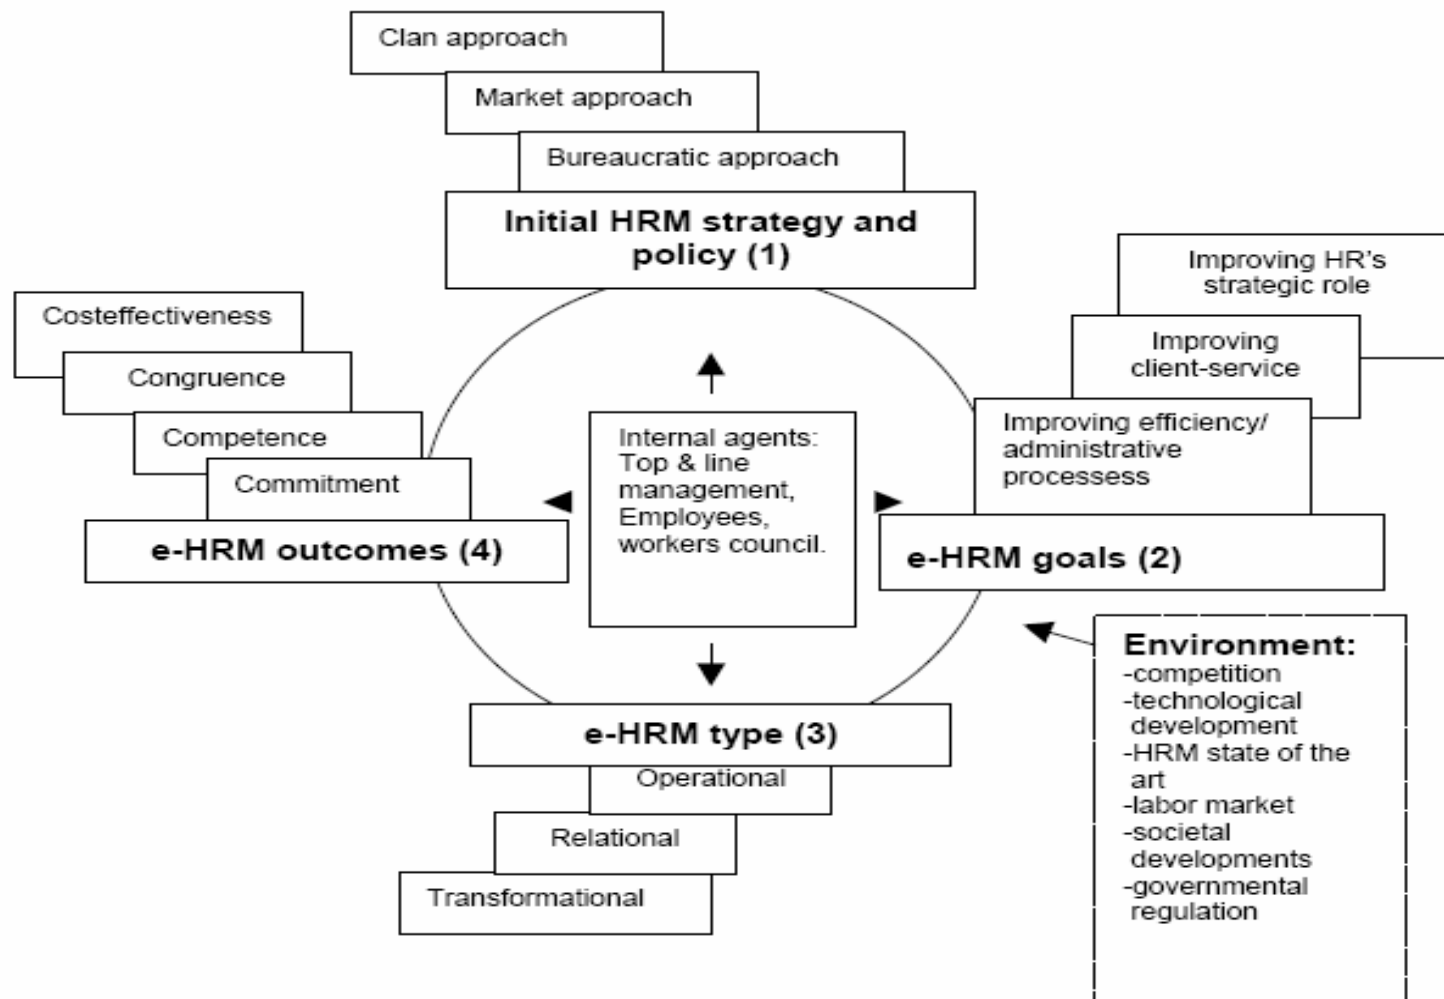 Clan approach
Market approach
Bureaucratic approach
Initial HRM strategy and
policy (1)
Improving HR's
strategic role
Improving
client-service
Improving efficiency/
administrative
processess
e-HRM goals (2)
Costeffectiveness
Congruence
Competence
Commitment
e-HRM outcomes (4)
Internal agents:
Top & line
management,
Employees,
workers council.
e-HRM type (3)
Operational
Relational
Transformational
Environment:
-competition
-technological
development
-HRM state of the
art
-labor market
-societal
developments
-governmental
regulation